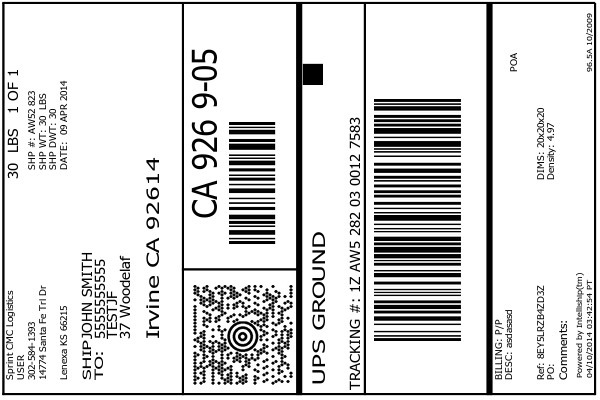 Sprint CMC Logistics
USER
302-584-1393
14774 Santa Fe Trl Dr
Lenexa KS 66215
30 LBS 1 OF 1
SHP #: AW52 823
SHP WT: 30 LBS
SHP DWT: 30
DATE: 09 APR 2014
SHIP JOHN SMITH
TO: 5555555555
TESTJF
37 Woodelaf
Irvine CA 92614
CA 926 9-05
UPS GROUND
TRACKING #: 1Z AW5 282 03 0012 7583
BILLING: P/P
DESC: asdasasd
POA
Ref: 8EY5LRZB4ZD3Z
PO:
DIMS: 20x20x20
Density: 4.97
Comments:
Powered by Intelliship(tm)
04/10/2014 03:42:54 PT
96.5A 10/2009